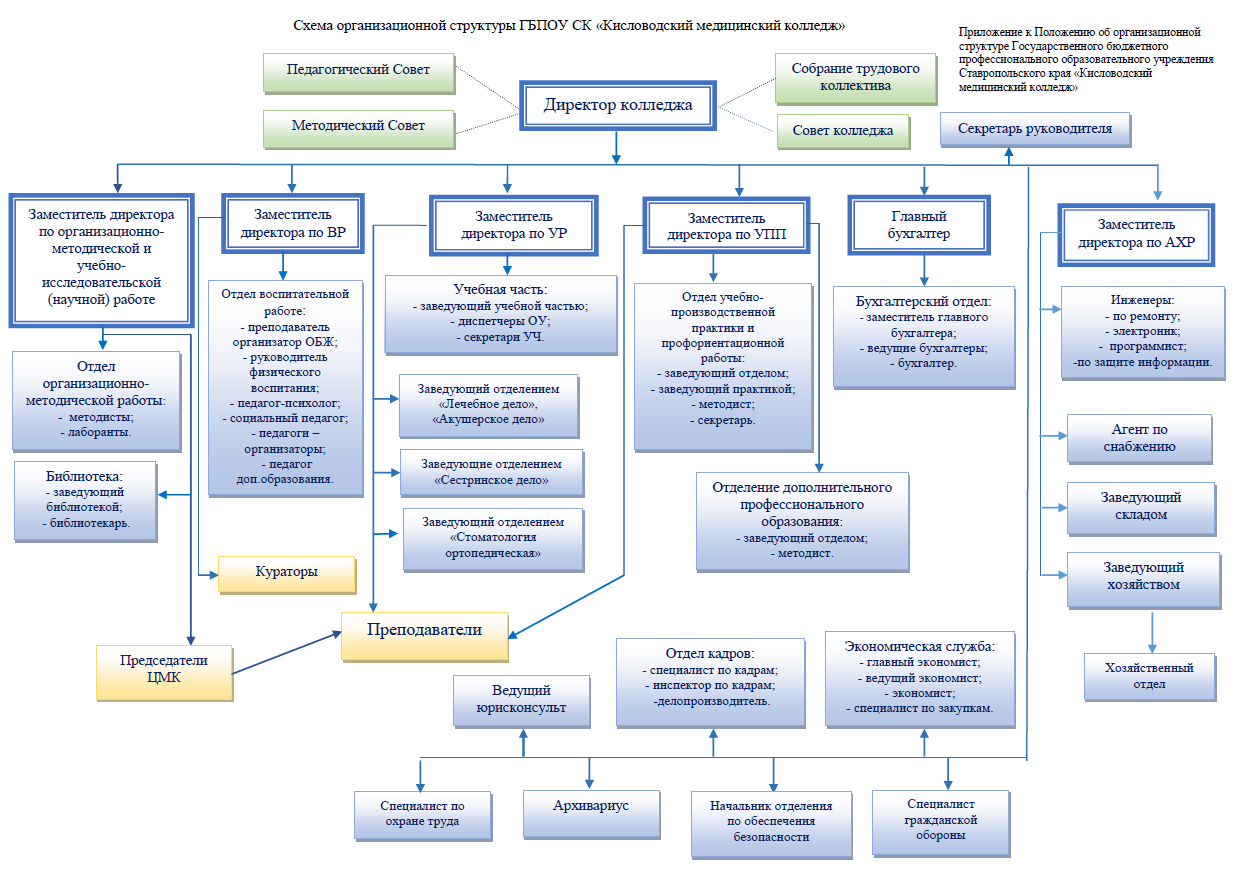 Схема организационной структуры ГБПОУ СК «Кисловодский медицинский колледж»
Приложение к Положению об организационной
структуре Государственного бюджетного
профессионального образовательного учреждения
Ставропольского края «Кисловодский
медицинский колледж»
Педагогический Совет
Методический Совет
Директор колледжа
Собрание трудового
коллектива
Совет колледжа
Секретарь руководителя
Заместитель директора
по организационно-
методической и
учебно-
исследовательской
(научной) работе
Заместитель
директора по ВР
Заместитель
директора по УР
Заместитель
директора по УПП
Главный
бухгалтер
Заместитель
директора по АХР
Отдел
организационно-
методической работы:
- методисты;
- лаборанты.
Библиотека:
- заведующий
библиотекой;
- библиотекарь.
Отдел воспитательной
работе:
- преподаватель
организатор ОБЖ;
- руководитель
физического
воспитания;
- педагог-психолог;
- социальный педагог;
- педагоги –
организаторы;
- педагог
доп.образования.
Кураторы
Учебная часть:
- заведующий учебной частью;
- диспетчеры ОУ;
- секретари УЧ.
Заведующий отделением
«Лечебное дело»,
«Акушерское дело»
Заведующие отделением
«Сестринское дело»
Заведующий отделением
«Стоматология
ортопедическая»
Преподаватели
Председатели
ЦМК
Отдел учебно-
производственной
практики и
профориентационной
работы:
- заведующий отделом;
- заведующий практикой;
- методист;
- секретарь.
Отделение дополнительного
профессионального
образования:
- заведующий отделом;
- методист.
Бухгалтерский отдел:
- заместитель главного
бухгалтера;
- ведущие бухгалтеры;
- бухгалтер.
Инженеры:
- по ремонту;
- электроник;
- программист;
-по защите информации.
Агент по
снабжению
Заведующий
складом
Заведующий
хозяйством
Хозяйственный
отдел
Ведущий
юрисконсульт
Отдел кадров:
- специалист по кадрам;
- инспектор по кадрам;
-делопроизводитель.
Экономическая служба:
- главный экономист;
- ведущий экономист;
- экономист;
- специалист по закупкам.
Специалист по
охране труда
Архивариус
Начальник отделения
по обеспечения
безопасности
Специалист
гражданской
обороны